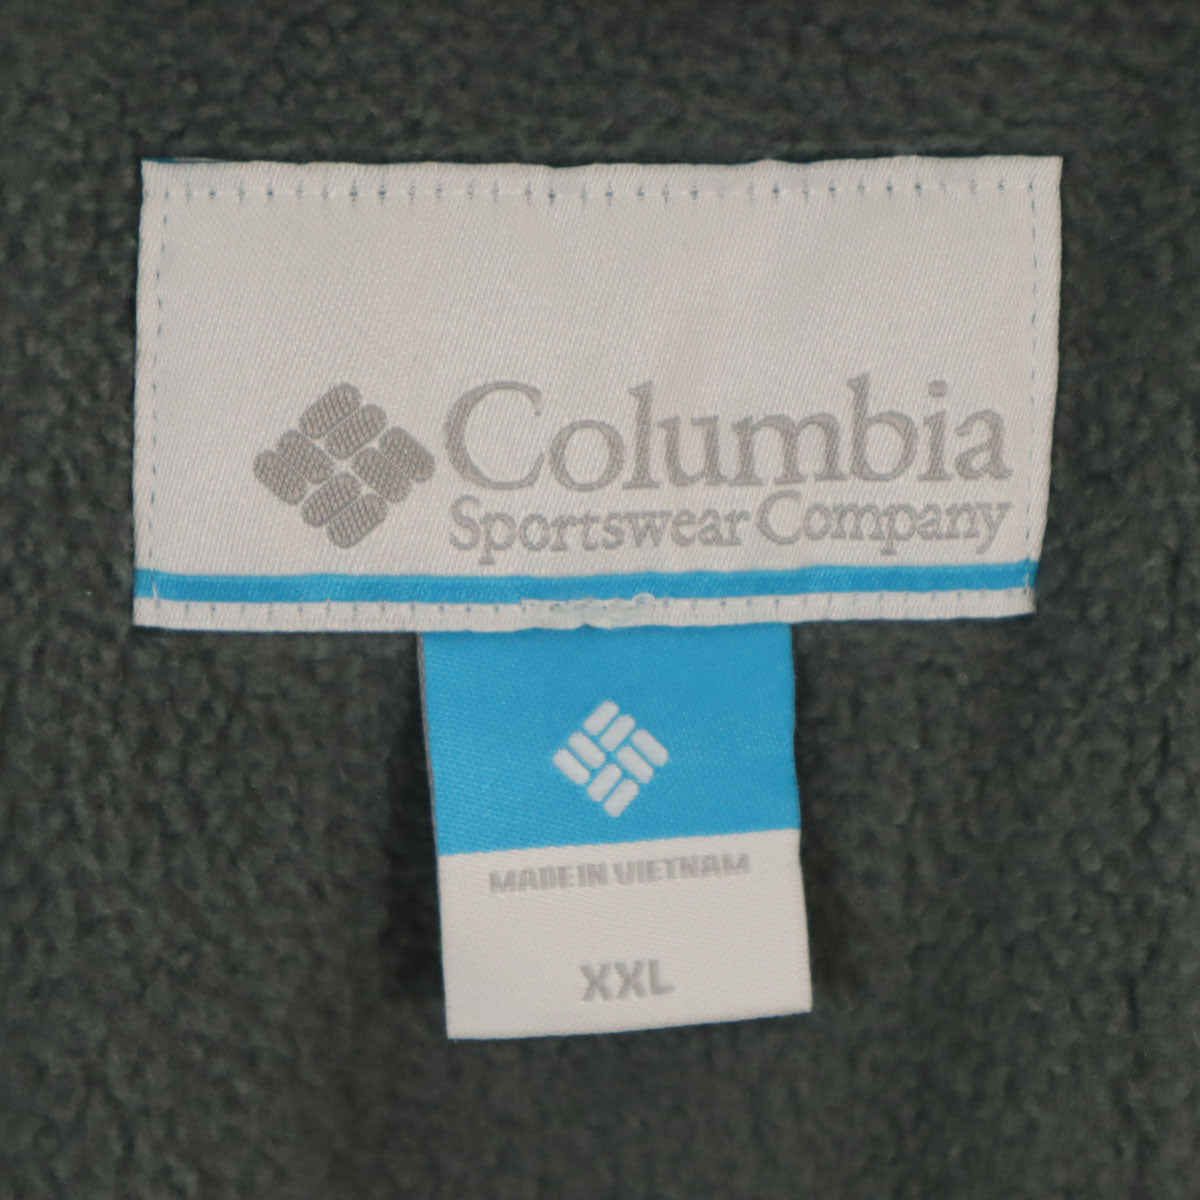 Columbia
Sportswear Company
MADE IN VIETNAM
XXL